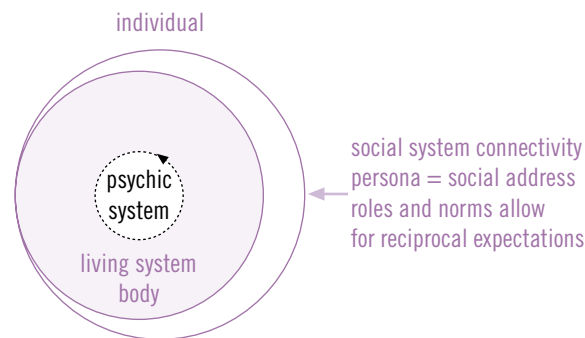 individual
psychic
system
living system
body
social system connectivity
persona = social address
roles and norms allow
for reciprocal expectations